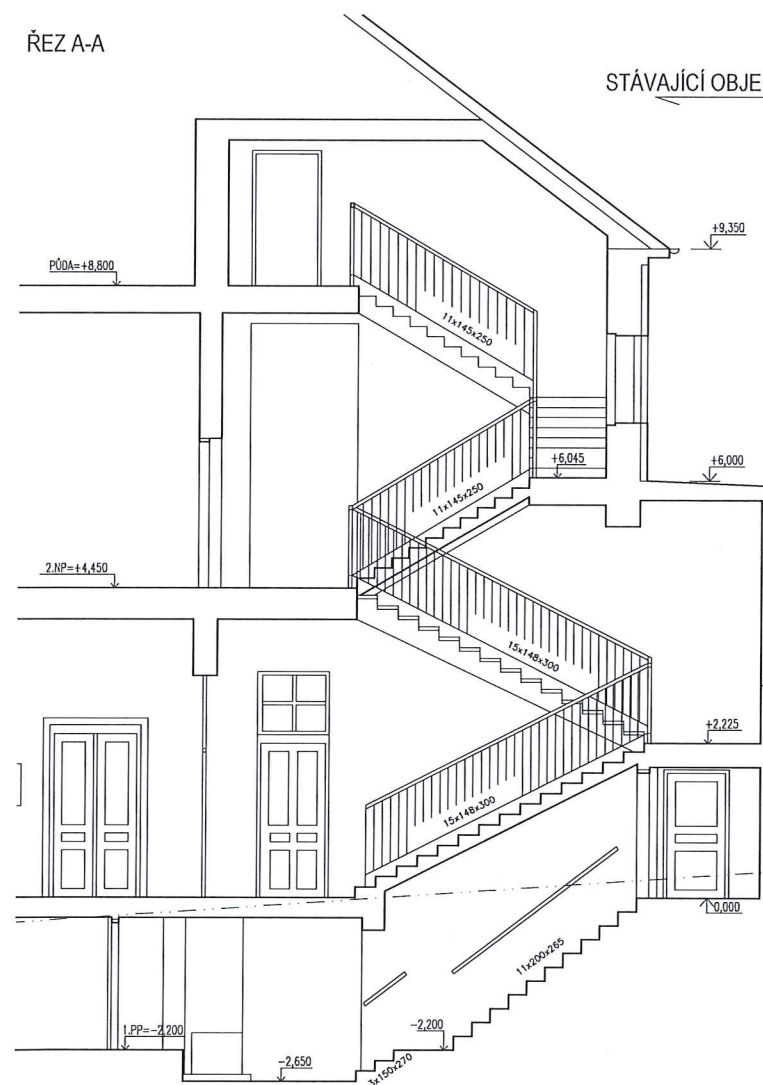 ŘEZ A-A
STÁVAJÍCÍ OBJE
+9,350
PŮDA=+8,800
11x145x250
+6,045
+6,000
11x145x250
2.NP=+4,450
15x148x300
+2,225
15x148x300
0,000
11x200x265
1.PP=-2,200
-2,200
-2,650
3x150x270